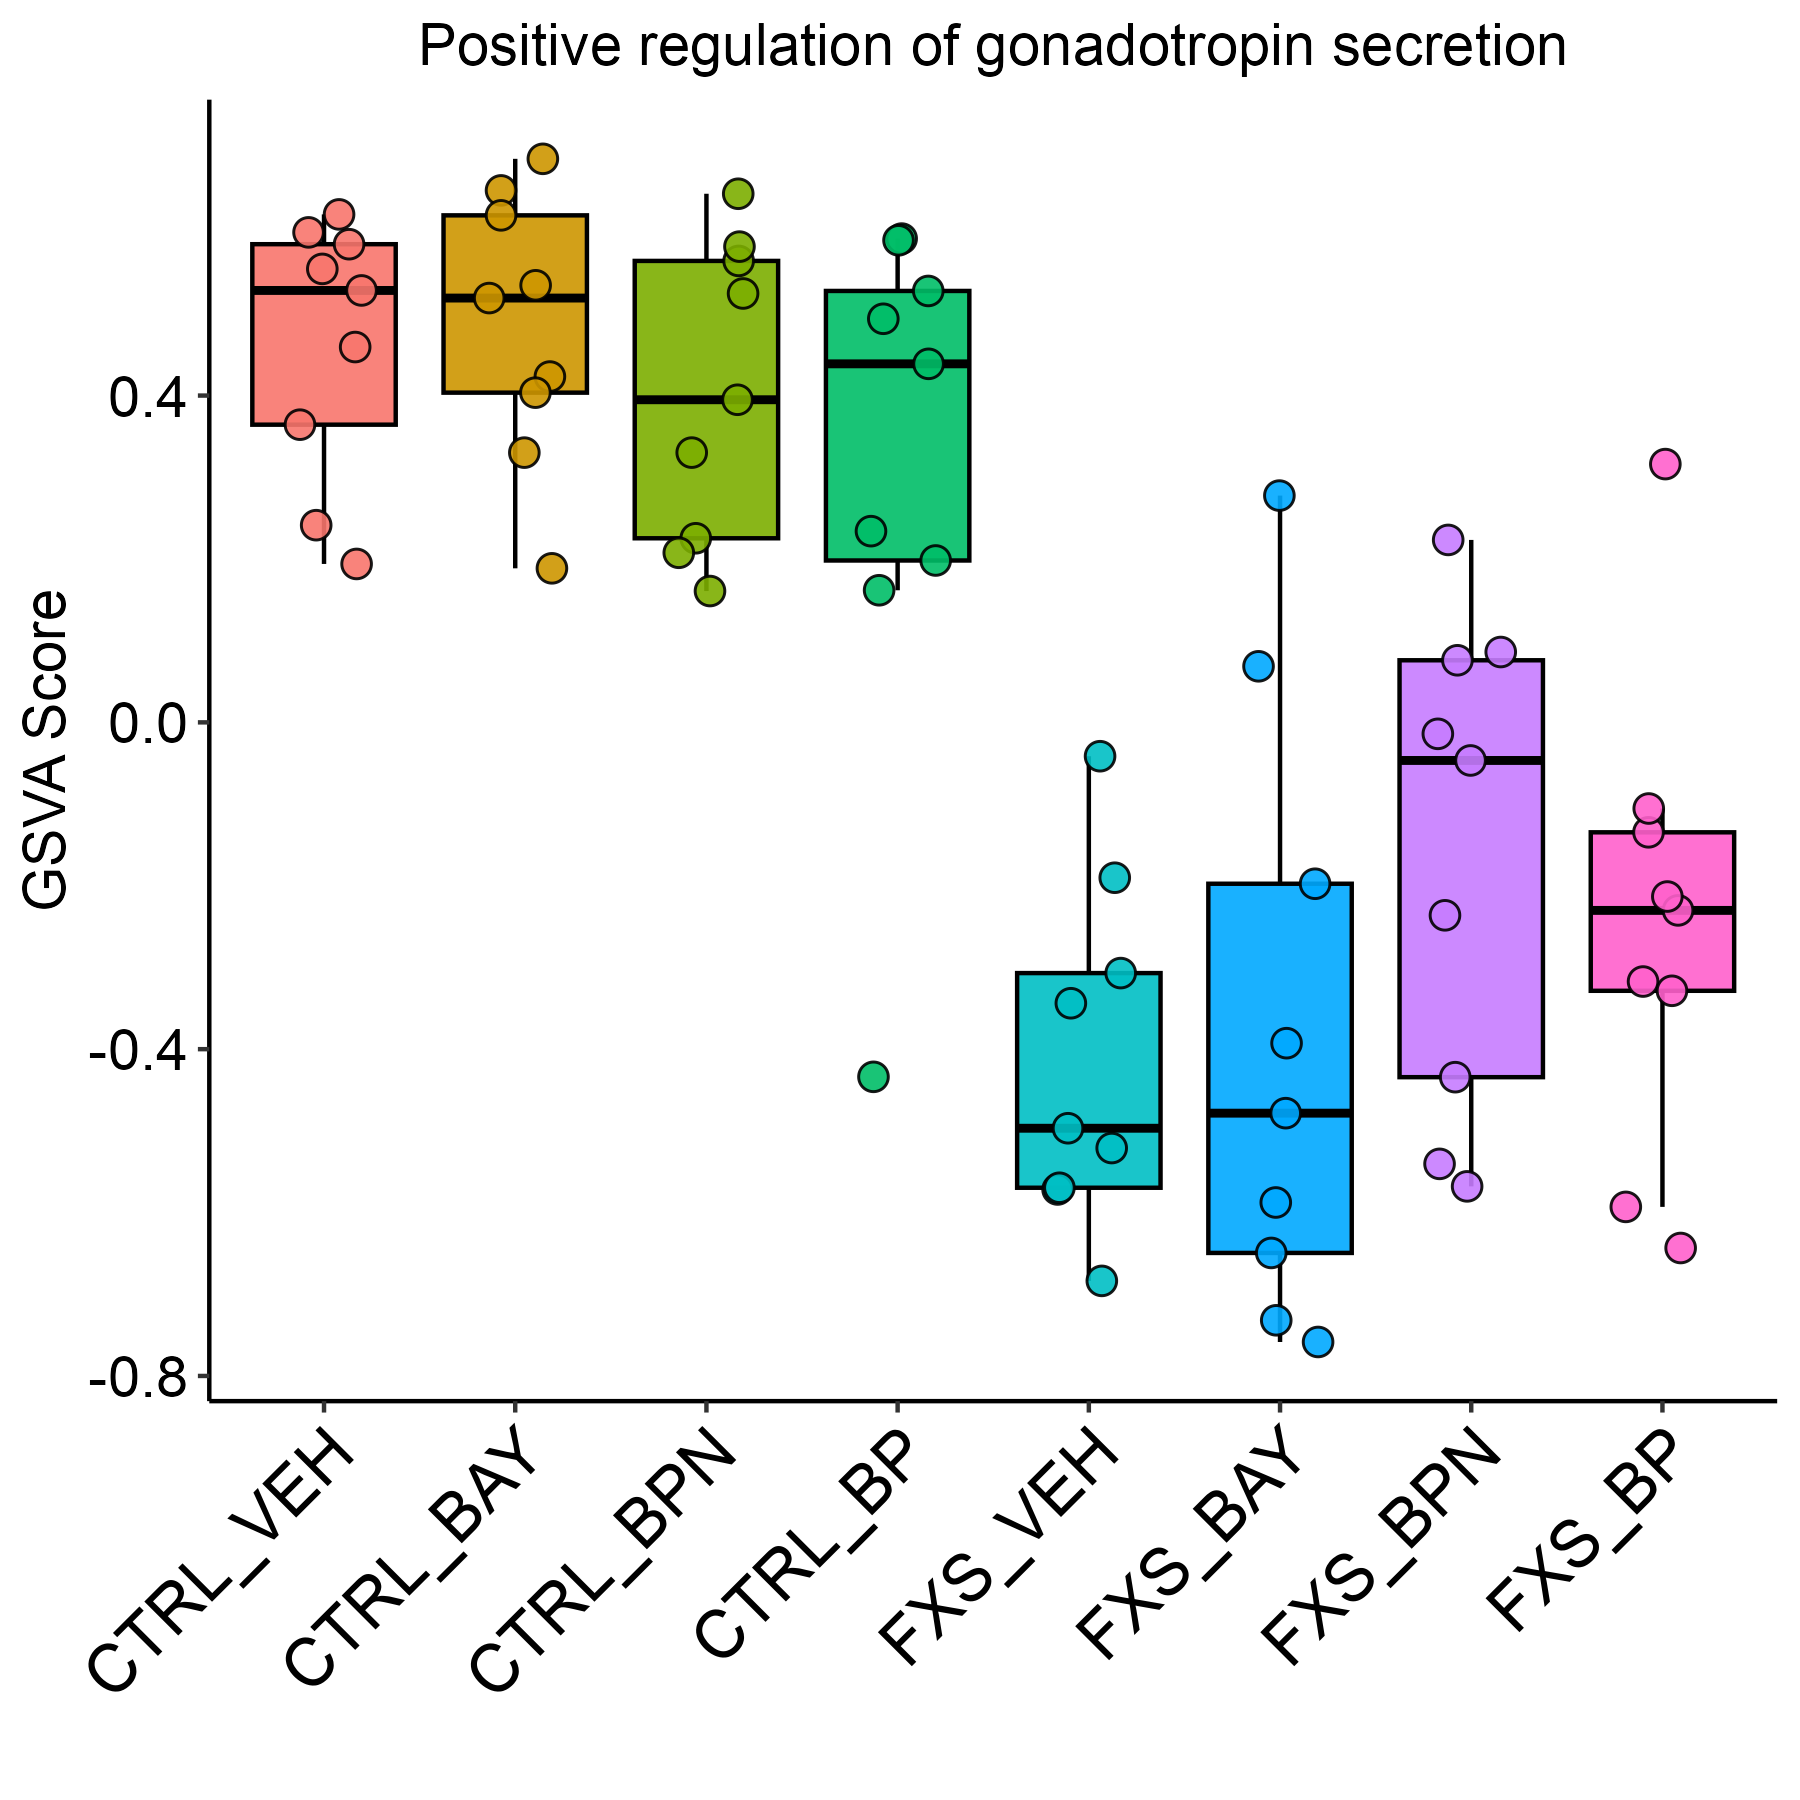 Positive regulation of gonadotropin secretion
GSVA Score
0.4
0.0
-0.4
-0.8
CTRL_VEH
CTRL_BAY
CTRL_BPN
CTRL_BP
FXS_VEH
FXS_BAY
FXS_BPN
FXS_BP